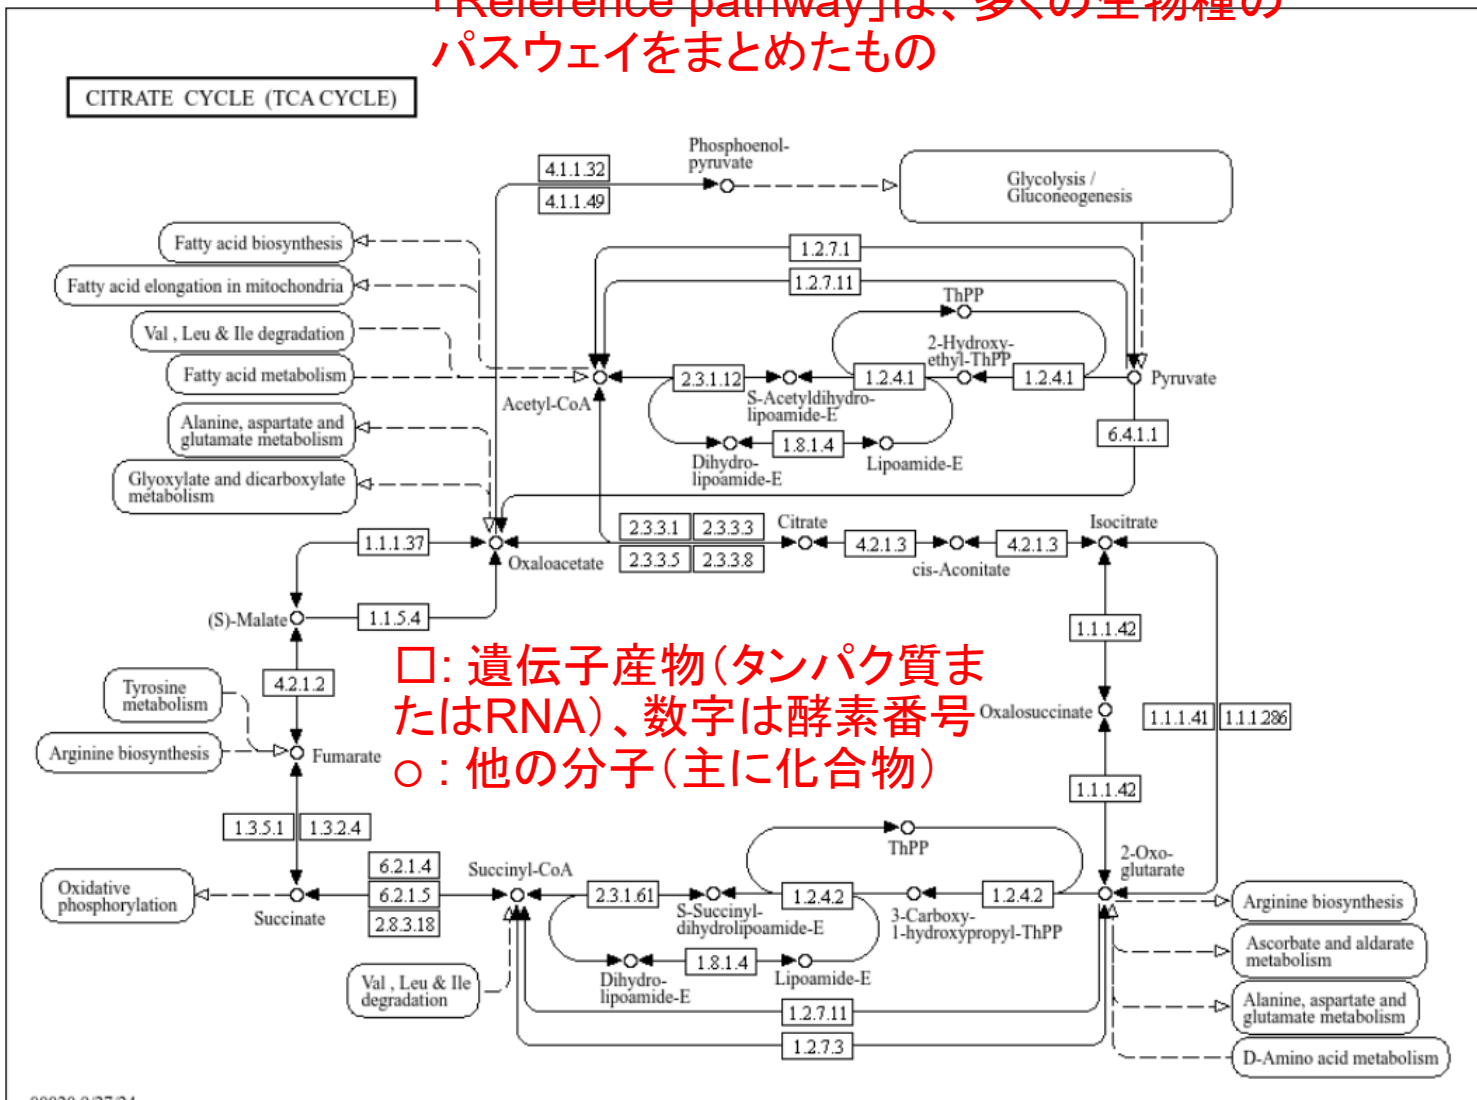 「Reference pathway」は、多くの生物種の
パスウェイをまとめたもの
CITRATE CYCLE (TCA CYCLE)
Phosphoenol-
pyruvate
4.1.1.32
4.1.1.49
Glycolysis /
Gluconeogenesis
Fatty acid biosynthesis
Fatty acid elongation in mitochondria
Val , Leu & Ile degradation
Fatty acid metabolism
Alanine, aspartate and
glutamate metabolism
Glyoxylate and dicarboxylate
metabolism
1.2.7.1
1.2.7.11
ThPP
2-Hydroxy-
ethyl-ThPP
Acetyl-CoA
2.3.1.12
S-Acetyldihydro-
lipoamide-E
1.2.4.1
1.2.4.1
Pyruvate
Dihydro-
lipoamide-E
1.8.1.4
Lipoamide-E
6.4.1.1
1.1.1.37
Oxaloacetate
2.3.3.1
2.3.3.3
2.3.3.5
2.3.3.8
Citrate
4.2.1.3
cis-Aconitate
4.2.1.3
Isocitrate
(S)-Malate
1.1.5.4
1.1.1.42
□: 遺伝子産物(タンパク質ま
たはRNA)、数字は酵素番号
○ : 他の分子(主に化合物)
4.2.1.2
Tyrosine
metabolism
Arginine biosynthesis
Fumarate
Oxalosuccinate
1.1.1.41
1.1.1.286
1.1.1.42
1.3.5.1
1.3.2.4
ThPP
2-Oxo-
glutarate
Oxidative
phosphorylation
Succinate
6.2.1.4
6.2.1.5
2.8.3.18
Succinyl-CoA
2.3.1.61
S-Succinyl-
dihydrolipoamide-E
1.2.4.2
3-Carboxy-
1-hydroxypropyl-ThPP
1.2.4.2
Val , Leu & Ile
degradation
Dihydro-
lipoamide-E
1.8.1.4
Lipoamide-E
1.2.7.11
1.2.7.3
Arginine biosynthesis
Ascorbate and aldarate
metabolism
Alanine, aspartate and
glutamate metabolism
D-Amino acid metabolism